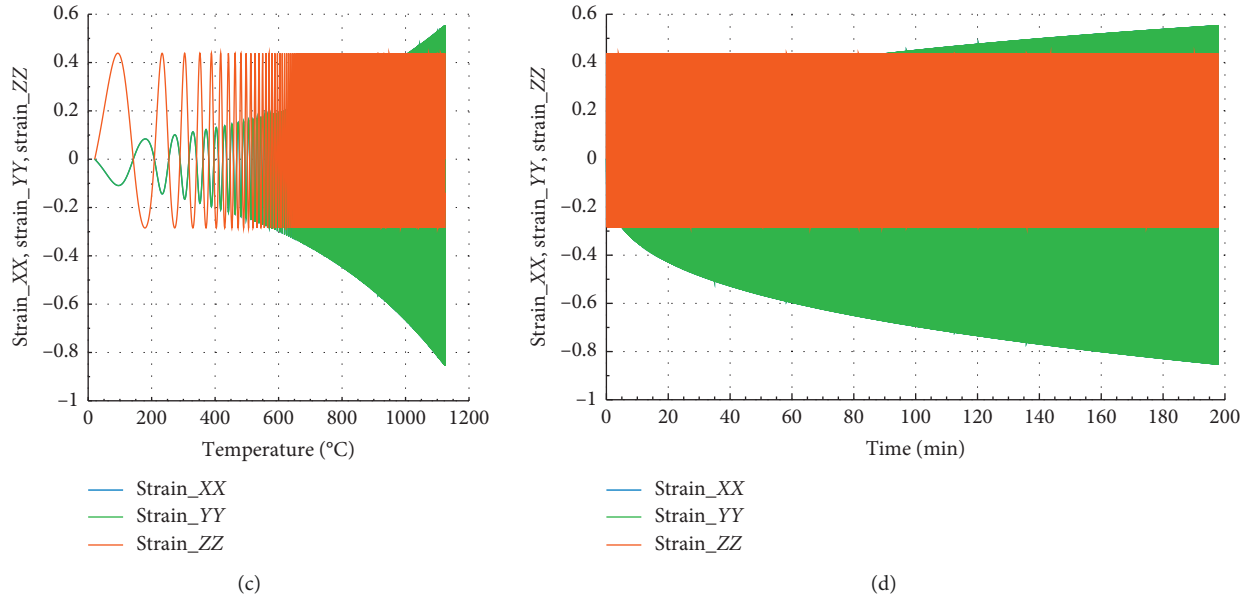 Strain_XX, strain_YY, strain_ZZ
0.6
0.4
0.2
0
–0.2
–0.4
–0.6
–0.8
–1
0 200 400 600 800 1000 1200
Temperature (°C)
Strain_XX
Strain_YY
Strain_ZZ
(c)
Strain_XX, strain_YY, strain_ZZ
0.6
0.4
0.2
0
–0.2
–0.4
–0.6
–0.8
–1
0 20 40 60 80 100 120 140 160 180 200
Time (min)
Strain_XX
Strain_YY
Strain_ZZ
(d)